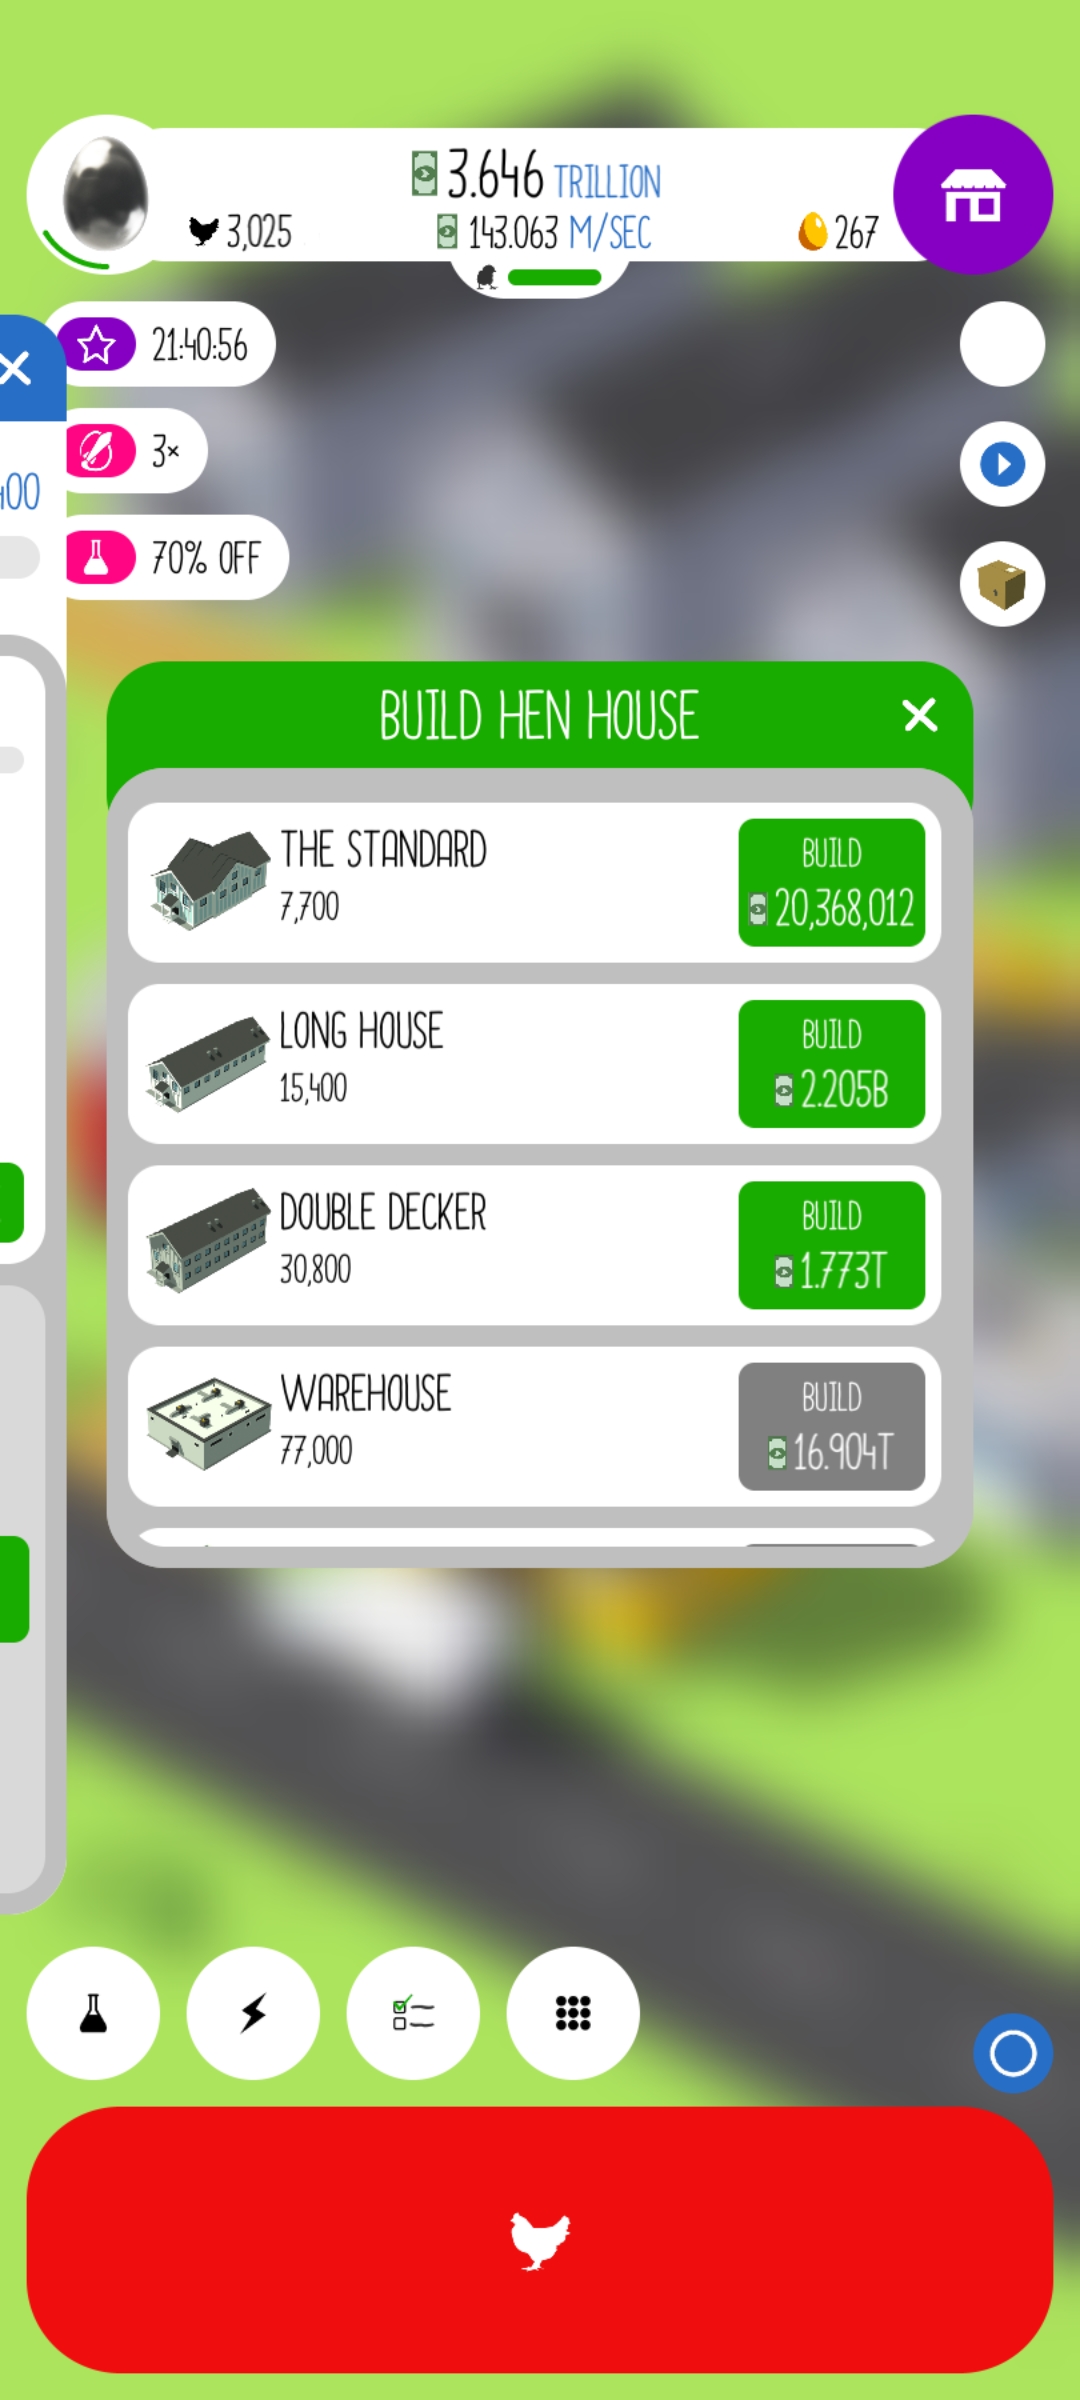 3.646 TRILLION
3,025
143.063 M/SEC
267
21:40:56
3×
70% OFF
BUILD HEN HOUSE
THE STANDARD
7,700
BUILD
20,368,012
LONG HOUSE
15,400
BUILD
2.205B
DOUBLE DECKER
30,800
BUILD
1.773T
WAREHOUSE
77,000
BUILD
16.904T